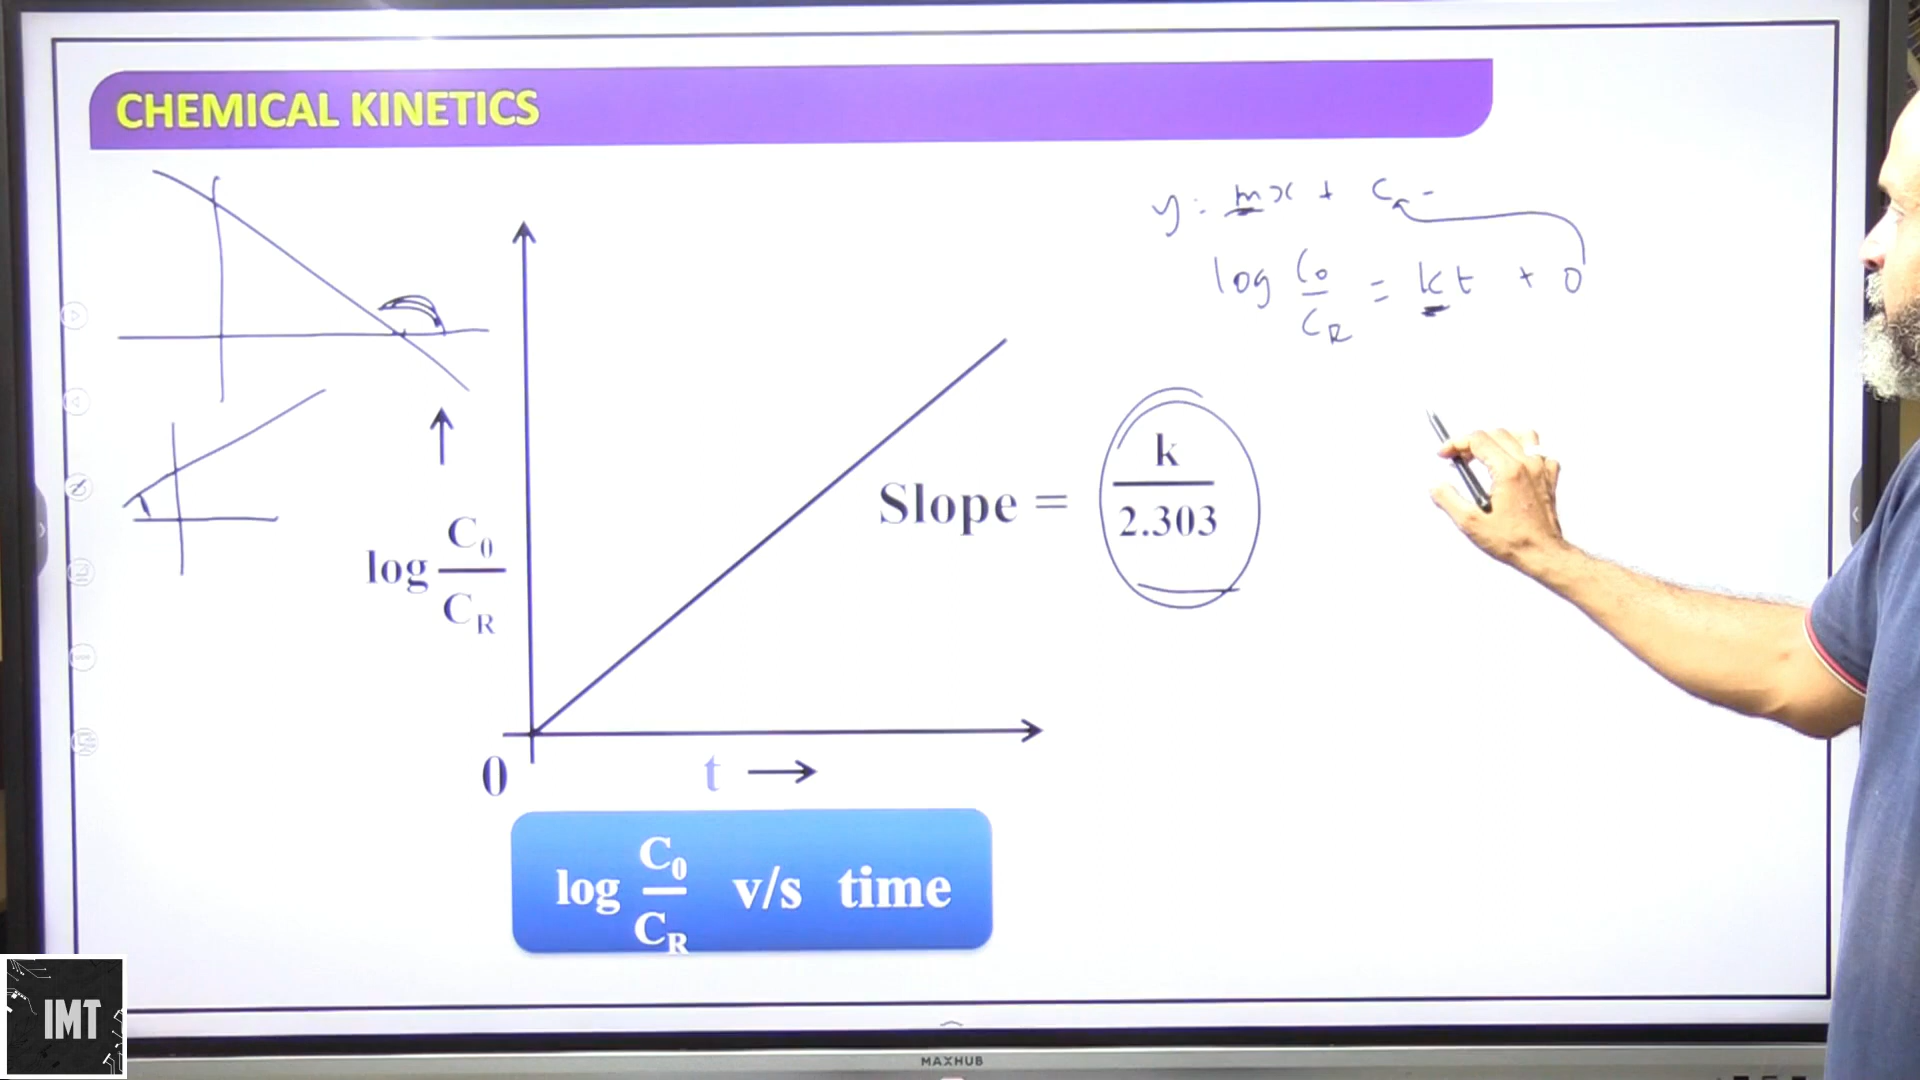 CHEMICAL KINETICS
y = mx + C -
log C₀/C_R = kt + 0
log C₀/C_R
Slope = k/2.303
0
t →
log C₀/C_R v/s time
IMT
MAXHUB